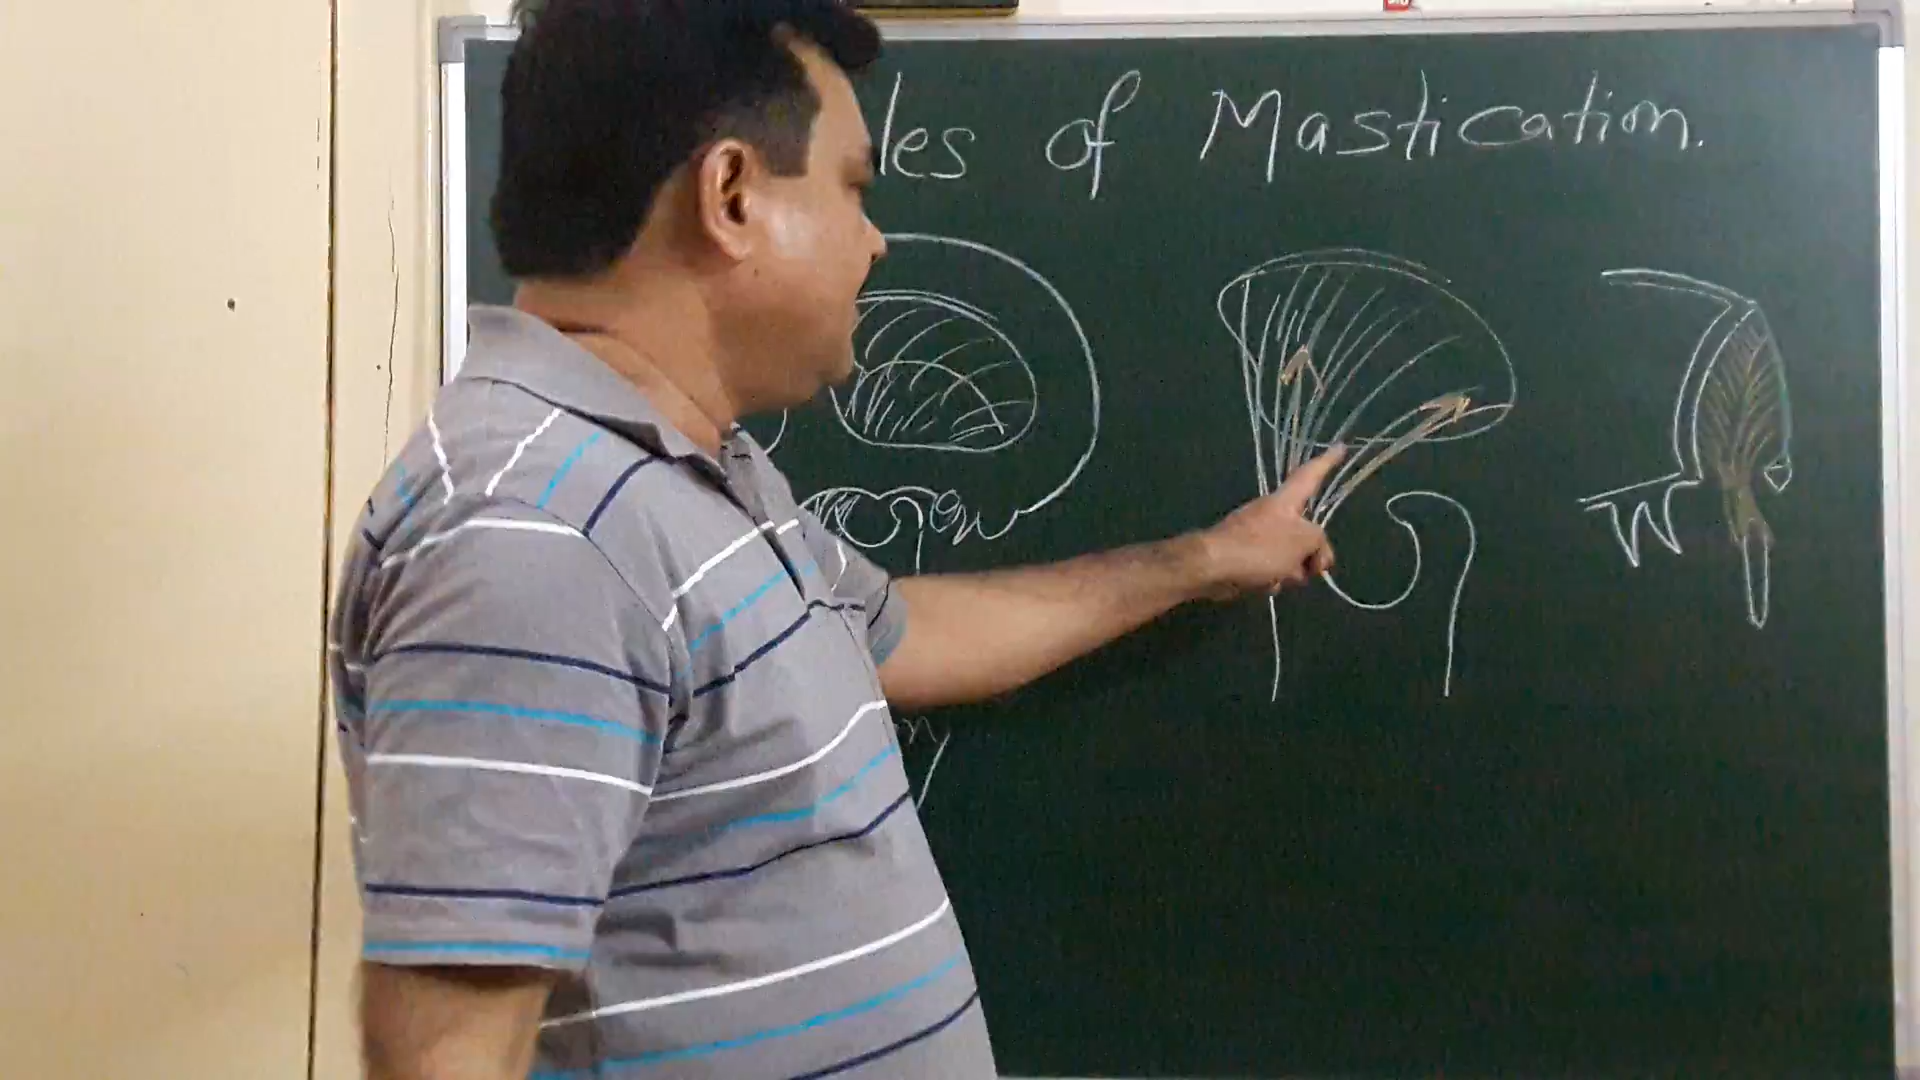 les of Mastication.